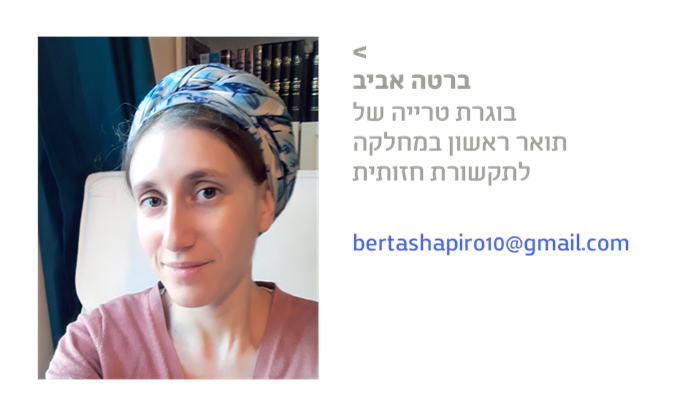 >
ברטה אביב
בוגרת טרייה של
תואר ראשון במחלקה
לתקשורת חזותית
bertashapiro10@gmail.com